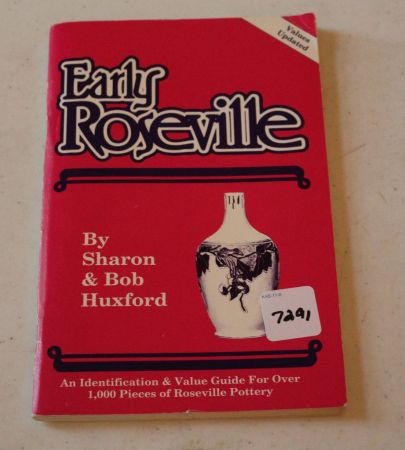 Values
Updated
Early
Roseville
By
Sharon
& Bob
Huxford
7291
An Identification & Value Guide For Over
1,000 Pieces of Roseville Pottery